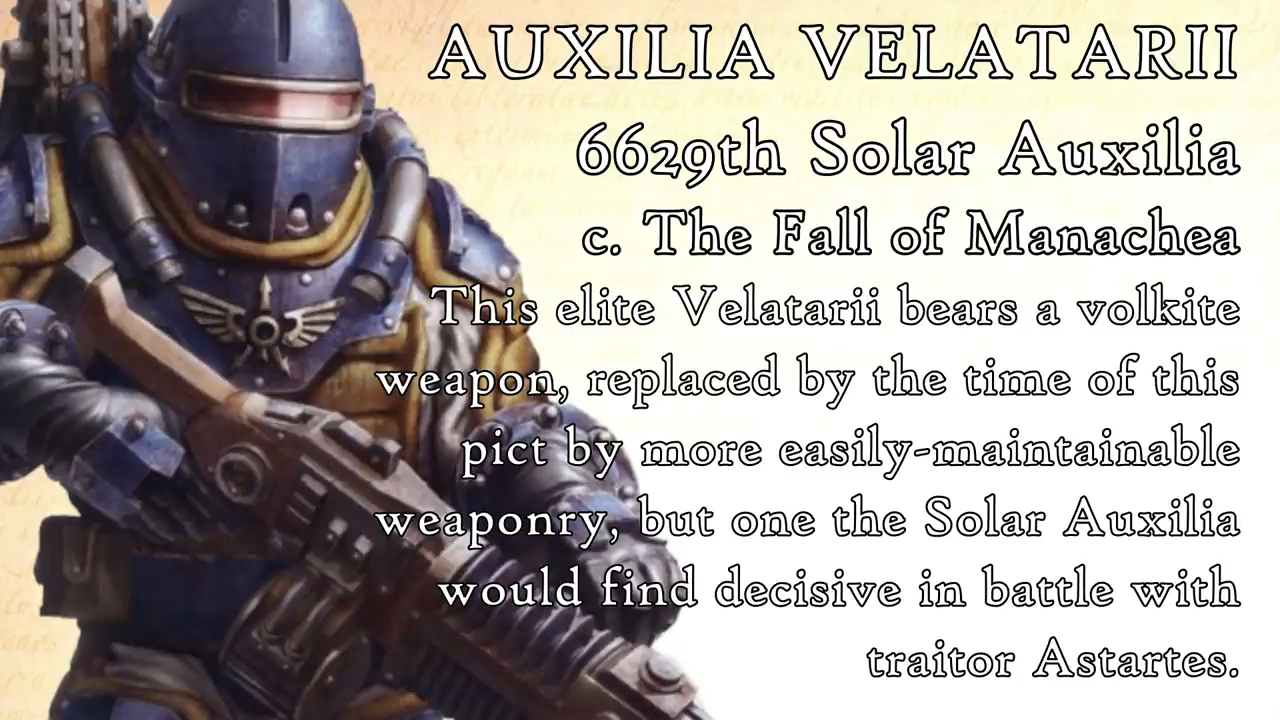 AUXILIA VELATARII
6629th Solar Auxilia
c. The Fall of Manachea
This elite Velatarii bears a volkite
weapon, replaced by the time of this
pict by more easily-maintainable
weaponry, but one the Solar Auxilia
would find decisive in battle with
traitor Astartes.